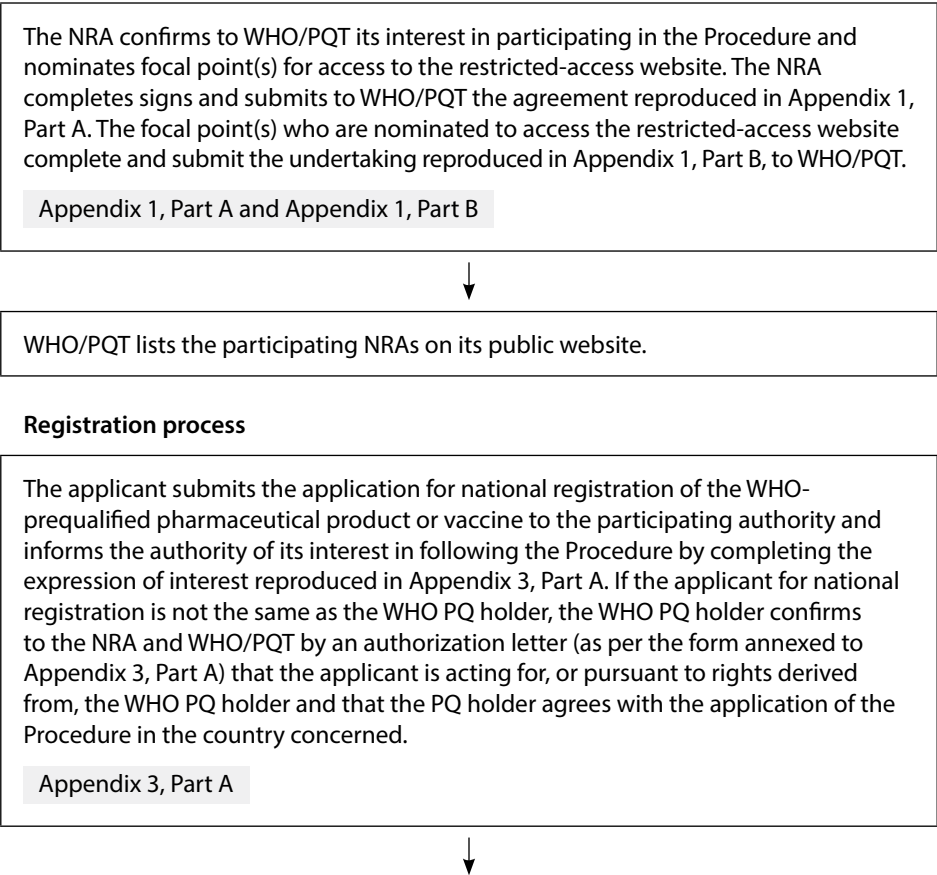 The NRA confirms to WHO/PQT its interest in participating in the Procedure and
nominates focal point(s) for access to the restricted-access website. The NRA
completes signs and submits to WHO/PQT the agreement reproduced in Appendix 1,
Part A. The focal point(s) who are nominated to access the restricted-access website
complete and submit the undertaking reproduced in Appendix 1, Part B, to WHO/PQT.
Appendix 1, Part A and Appendix 1, Part B
WHO/PQT lists the participating NRAs on its public website.
Registration process
The applicant submits the application for national registration of the WHO-
prequalified pharmaceutical product or vaccine to the participating authority and
informs the authority of its interest in following the Procedure by completing the
expression of interest reproduced in Appendix 3, Part A. If the applicant for national
registration is not the same as the WHO PQ holder, the WHO PQ holder confirms
to the NRA and WHO/PQT by an authorization letter (as per the form annexed to
Appendix 3, Part A) that the applicant is acting for, or pursuant to rights derived
from, the WHO PQ holder and that the PQ holder agrees with the application of the
Procedure in the country concerned.
Appendix 3, Part A